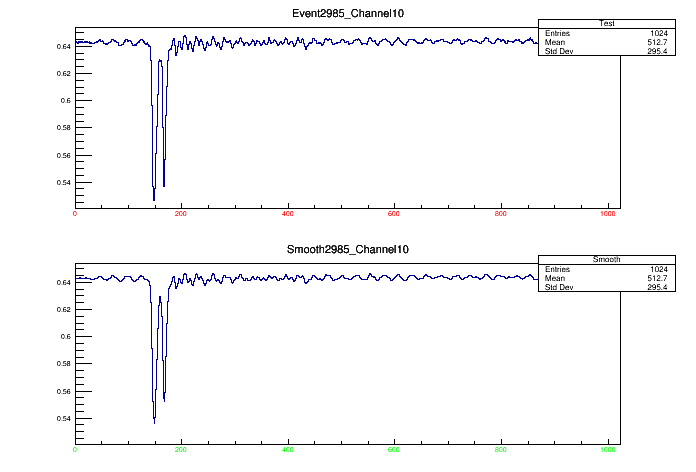 Event2985_Channel10
Test
Entries 1024
Mean 512.7
Std Dev 295.4
0.64
0.62
0.6
0.58
0.56
0.54
0 200 400 600 800 1000
Smooth2985_Channel10
Smooth
Entries 1024
Mean 512.7
Std Dev 295.4
0.64
0.62
0.6
0.58
0.56
0.54
0 200 400 600 800 1000